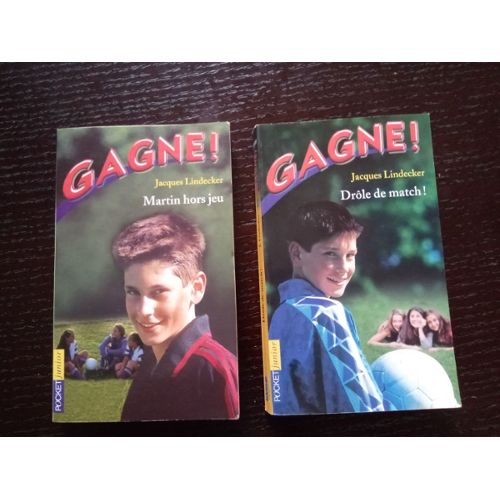 GAGNE!
Jacques Lindecker
Martin hors jeu
POCKET junior
GAGNE!
Jacques Lindecker
Drôle de match!
POCKET junior